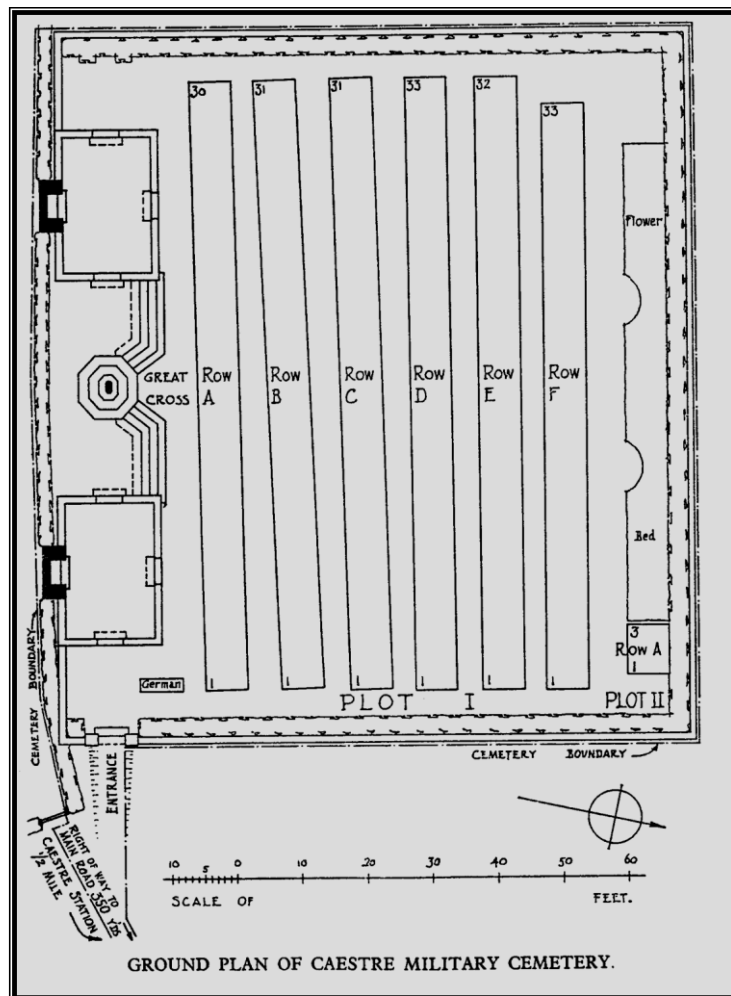 30
31
31
33
32
33
Flower
GREAT
CROSS
Row
A
Row
B
Row
C
Row
D
Row
E
Row
F
Bed
3
Row A
1
German
1
1
1
1
1
1
PLOT I
PLOT II
CEMETERY BOUNDARY
CEMETERY BOUNDARY
ENTRANCE
RIGHT OF WAY TO
MAIN ROAD 350 YDS
CAESTRE STATION
1/2 MILE
10 5 0 10 20 30 40 50 60
SCALE OF FEET.
GROUND PLAN OF CAESTRE MILITARY CEMETERY.